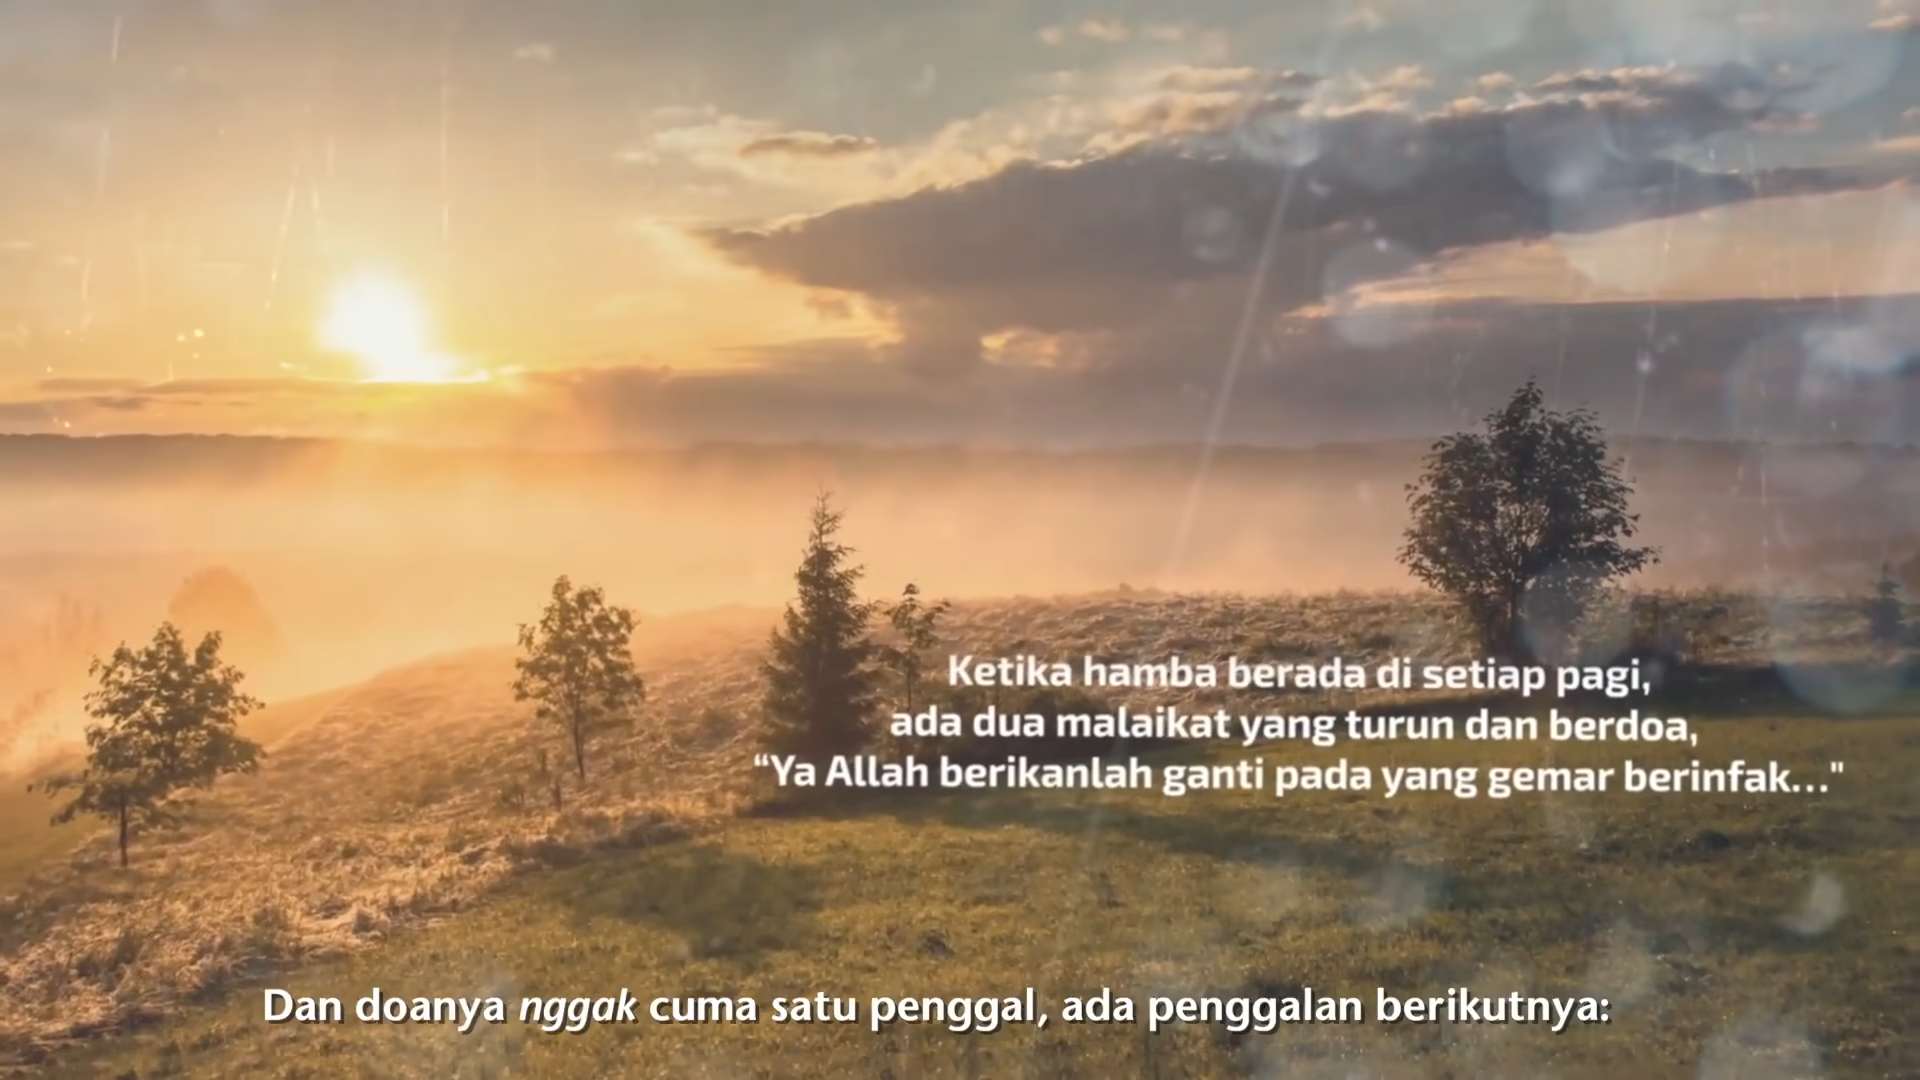 Ketika hamba berada di setiap pagi,
ada dua malaikat yang turun dan berdoa,
“Ya Allah berikanlah ganti pada yang gemar berinfak..."
Dan doanya nggak cuma satu penggal, ada penggalan berikutnya: